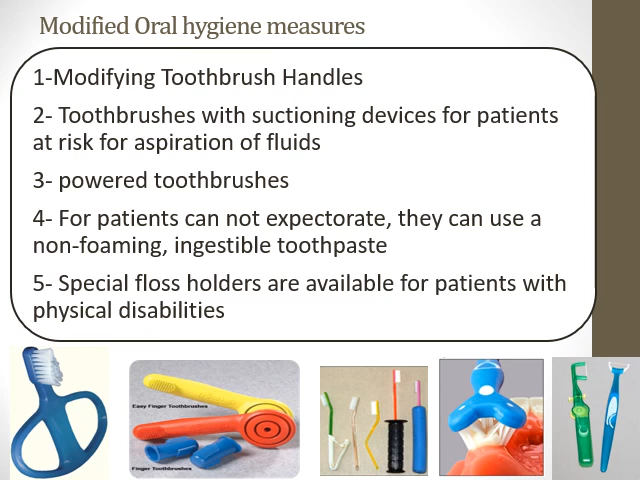 Modified Oral hygiene measures
1-Modifying Toothbrush Handles
2- Toothbrushes with suctioning devices for patients
at risk for aspiration of fluids
3- powered toothbrushes
4- For patients can not expectorate, they can use a
non-foaming, ingestible toothpaste
5- Special floss holders are available for patients with
physical disabilities
Easy Finger Toothbrushes
Finger Toothbrushes